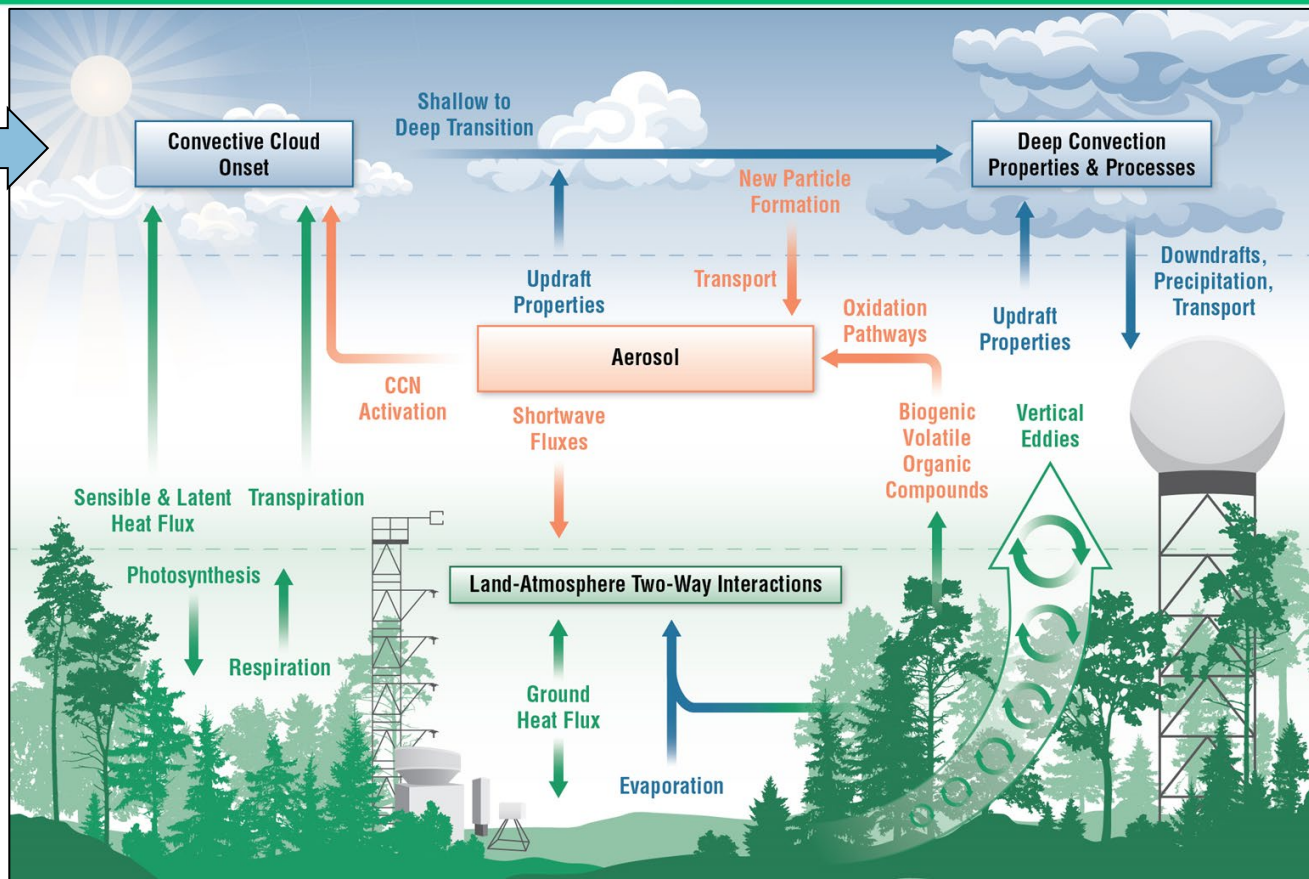 Convective Cloud
Onset
Shallow to
Deep Transition
Deep Convection
Properties & Processes
New Particle
Formation
Updraft
Properties
Transport
Downdrafts,
Precipitation,
Transport
Oxidation
Pathways
Updraft
Properties
Aerosol
CCN
Activation
Shortwave
Fluxes
Biogenic
Volatile
Organic
Compounds
Vertical
Eddies
Sensible & Latent
Heat Flux
Transpiration
Photosynthesis
Respiration
Land-Atmosphere Two-Way Interactions
Ground
Heat Flux
Evaporation